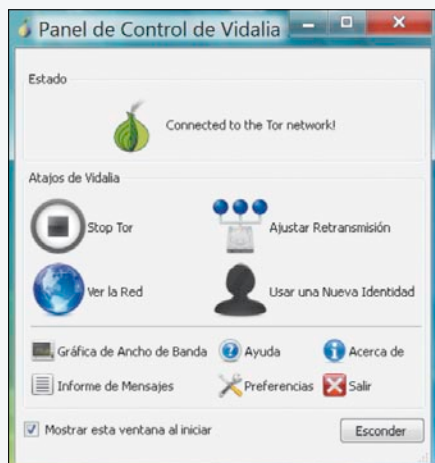 Panel de Control de Vidalia
Estado
Connected to the Tor network!
Atajos de Vidalia
Stop Tor
Ajustar Retransmisión
Ver la Red
Usar una Nueva Identidad
Gráfica de Ancho de Banda
Ayuda
Acerca de
Informe de Mensajes
Preferencias
Salir
Mostrar esta ventana al iniciar
Esconder